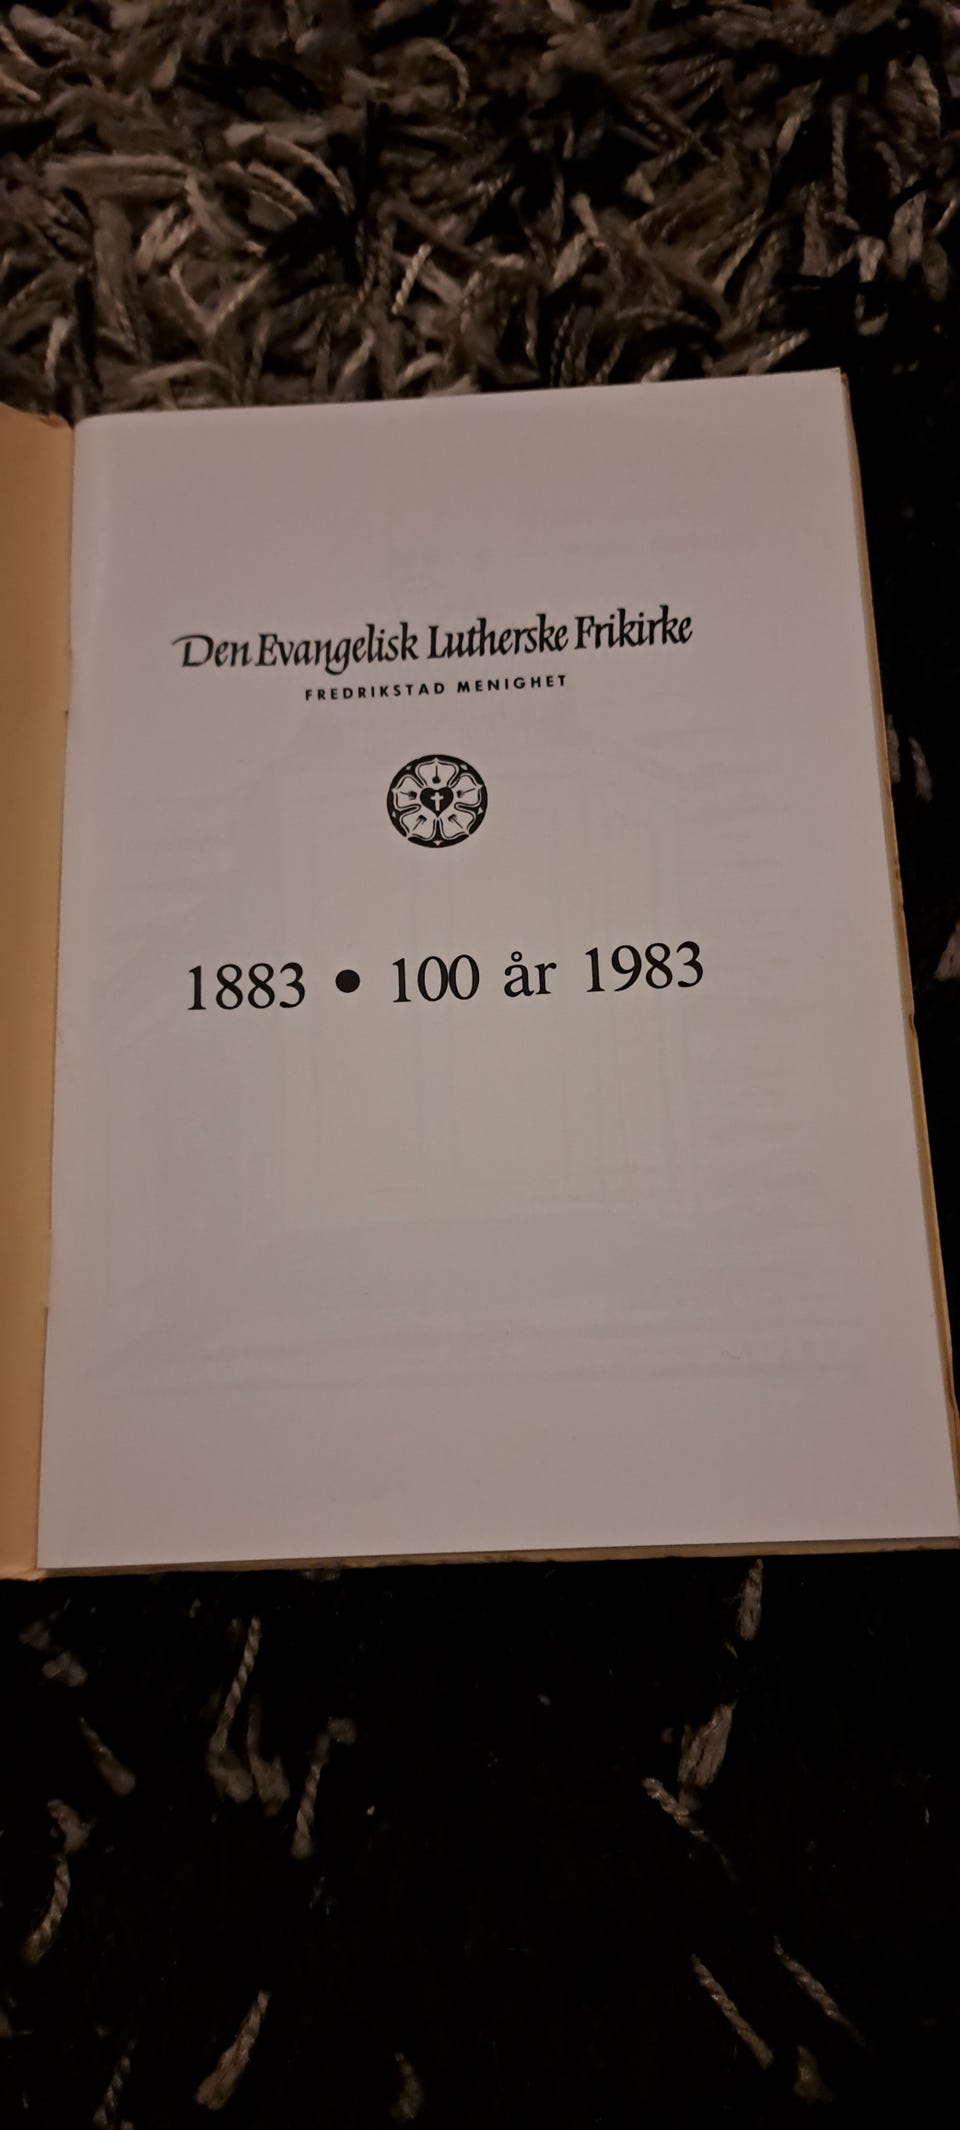 Den Evangelisk Lutherske Frikirke
FREDRIKSTAD MENIGHET
1883 • 100 år 1983